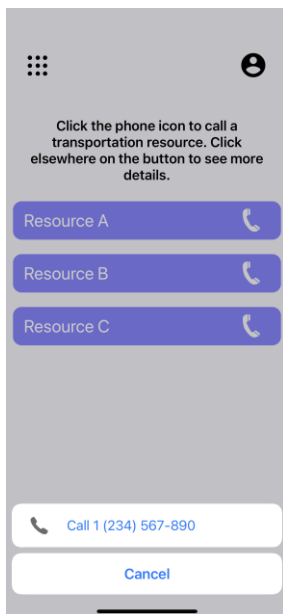 Click the phone icon to call a
transportation resource. Click
elsewhere on the button to see more
details.
Resource A
Resource B
Resource C
Call 1 (234) 567-890
Cancel